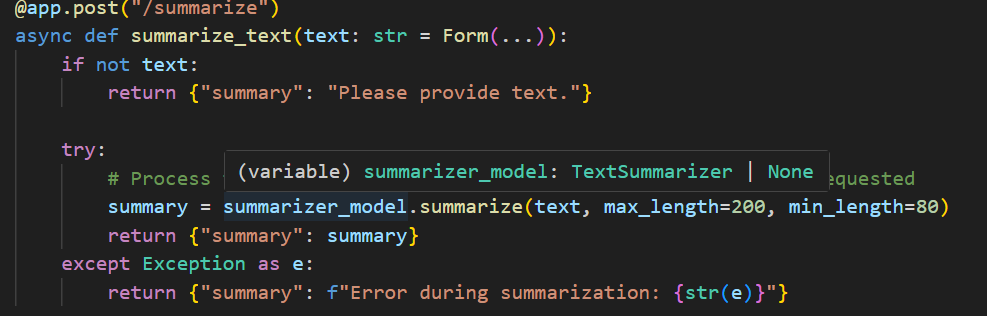 @app.post("/summarize")
async def summarize_text(text: str = Form(...)):
    if not text:
        return {"summary": "Please provide text."}
    try:
(variable) summarizer_model: TextSummarizer | None
        # Process equested
        summary = summarizer_model.summarize(text, max_length=200, min_length=80)
        return {"summary": summary}
    except Exception as e:
        return {"summary": f"Error during summarization: {str(e)}"}